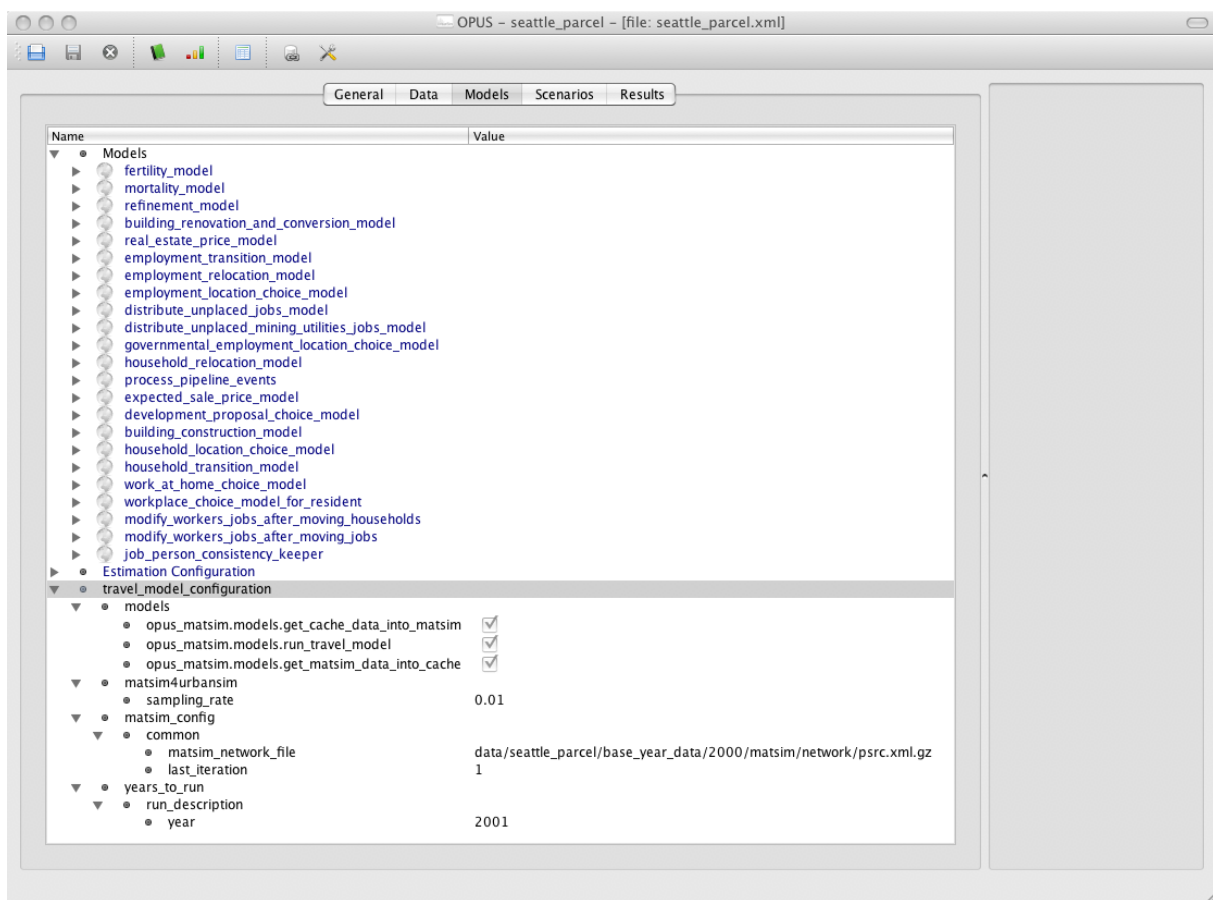 OPUS – seattle_parcel – [file: seattle_parcel.xml]
General Data Models Scenarios Results
Name Value
Models
fertility_model
mortality_model
refinement_model
building_renovation_and_conversion_model
real_estate_price_model
employment_transition_model
employment_relocation_model
employment_location_choice_model
distribute_unplaced_jobs_model
distribute_unplaced_mining_utilities_jobs_model
governmental_employment_location_choice_model
household_relocation_model
process_pipeline_events
expected_sale_price_model
development_proposal_choice_model
building_construction_model
household_location_choice_model
household_transition_model
work_at_home_choice_model
workplace_choice_model_for_resident
modify_workers_jobs_after_moving_households
modify_workers_jobs_after_moving_jobs
job_person_consistency_keeper
Estimation Configuration
travel_model_configuration
models
opus_matsim.models.get_cache_data_into_matsim
opus_matsim.models.run_travel_model
opus_matsim.models.get_matsim_data_into_cache
matsim4urbansim
sampling_rate 0.01
matsim_config
common
matsim_network_file data/seattle_parcel/base_year_data/2000/matsim/network/psrc.xml.gz
last_iteration 1
years_to_run
run_description
year 2001